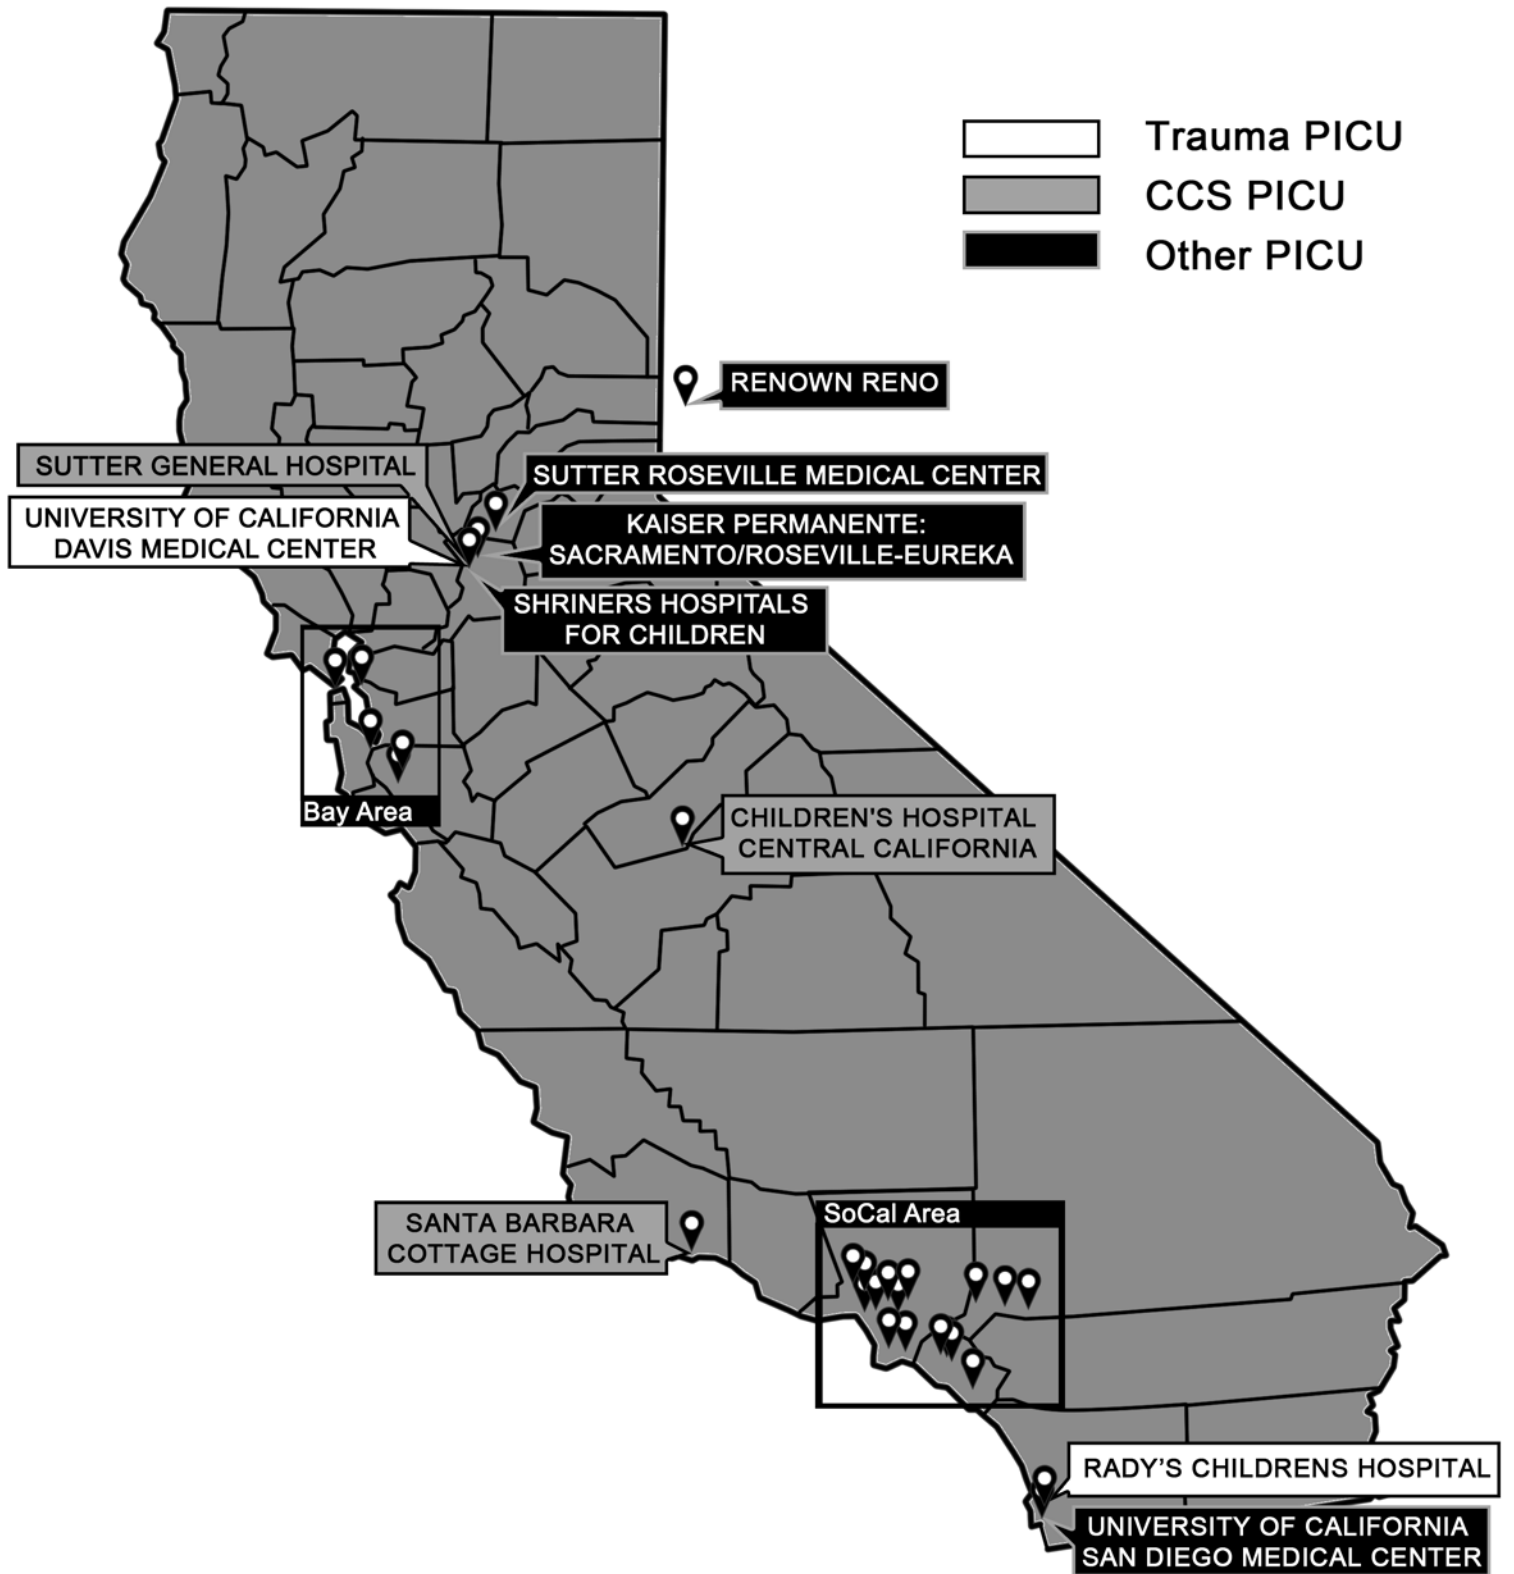 Trauma PICU
CCS PICU
Other PICU
RENOWN RENO
SUTTER GENERAL HOSPITAL
SUTTER ROSEVILLE MEDICAL CENTER
UNIVERSITY OF CALIFORNIA
DAVIS MEDICAL CENTER
KAISER PERMANENTE:
SACRAMENTO/ROSEVILLE-EUREKA
SHRINERS HOSPITALS
FOR CHILDREN
Bay Area
CHILDREN'S HOSPITAL
CENTRAL CALIFORNIA
SANTA BARBARA
COTTAGE HOSPITAL
SoCal Area
RADY’S CHILDRENS HOSPITAL
UNIVERSITY OF CALIFORNIA
SAN DIEGO MEDICAL CENTER